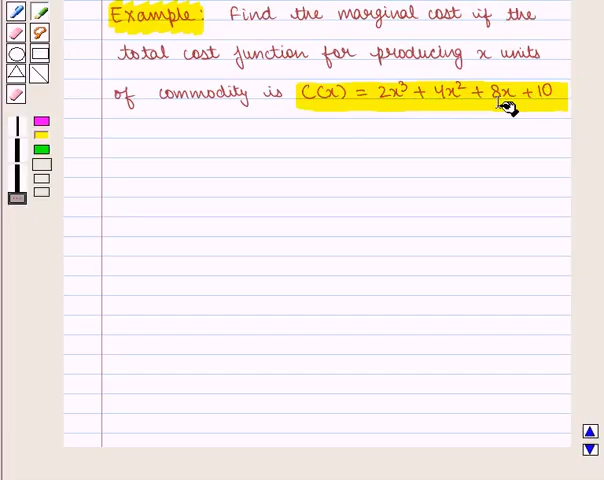 Example: Find the marginal cost if the
total cost function for producing x units
of commodity is C(x) = 2x³ + 4x² + 8x + 10